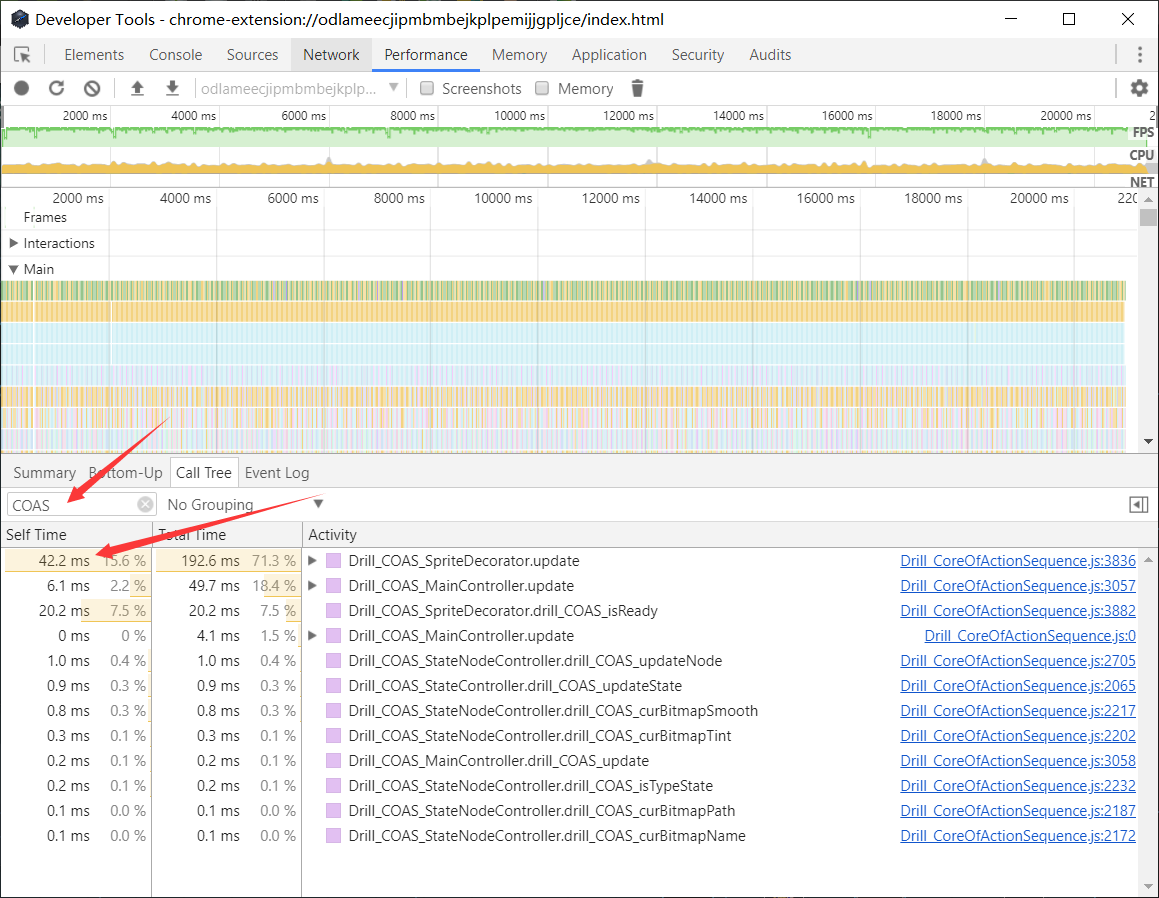 Developer Tools - chrome-extension://odlameecjipmbmbejkplpemijjgpljce/index.html
Elements Console Sources Network Performance Memory Application Security Audits
odlameecjipmbmbejkplp... Screenshots Memory
2000 ms 4000 ms 6000 ms 8000 ms 10000 ms 12000 ms 14000 ms 16000 ms 18000 ms 20000 ms 2
FPS
CPU
NET
2000 ms 4000 ms 6000 ms 8000 ms 10000 ms 12000 ms 14000 ms 16000 ms 18000 ms 20000 ms 220
Frames
Interactions
Main
Summary Bottom-Up Call Tree Event Log
COAS No Grouping
Self Time Total Time Activity
42.2 ms 15.6 % 192.6 ms 71.3 % Drill_COAS_SpriteDecorator.update Drill_CoreOfActionSequence.js:3836
6.1 ms 2.2 % 49.7 ms 18.4 % Drill_COAS_MainController.update Drill_CoreOfActionSequence.js:3057
20.2 ms 7.5 % 20.2 ms 7.5 % Drill_COAS_SpriteDecorator.drill_COAS_isReady Drill_CoreOfActionSequence.js:3882
0 ms 0 % 4.1 ms 1.5 % Drill_COAS_MainController.update Drill_CoreOfActionSequence.js:0
1.0 ms 0.4 % 1.0 ms 0.4 % Drill_COAS_StateNodeController.drill_COAS_updateNode Drill_CoreOfActionSequence.js:2705
0.9 ms 0.3 % 0.9 ms 0.3 % Drill_COAS_StateController.drill_COAS_updateState Drill_CoreOfActionSequence.js:2065
0.8 ms 0.3 % 0.8 ms 0.3 % Drill_COAS_StateNodeController.drill_COAS_curBitmapSmooth Drill_CoreOfActionSequence.js:2217
0.3 ms 0.1 % 0.3 ms 0.1 % Drill_COAS_StateNodeController.drill_COAS_curBitmapTint Drill_CoreOfActionSequence.js:2202
0.2 ms 0.1 % 0.2 ms 0.1 % Drill_COAS_MainController.drill_COAS_update Drill_CoreOfActionSequence.js:3058
0.2 ms 0.1 % 0.2 ms 0.1 % Drill_COAS_StateNodeController.drill_COAS_isTypeState Drill_CoreOfActionSequence.js:2232
0.1 ms 0.0 % 0.1 ms 0.0 % Drill_COAS_StateNodeController.drill_COAS_curBitmapPath Drill_CoreOfActionSequence.js:2187
0.1 ms 0.0 % 0.1 ms 0.0 % Drill_COAS_StateNodeController.drill_COAS_curBitmapName Drill_CoreOfActionSequence.js:2172